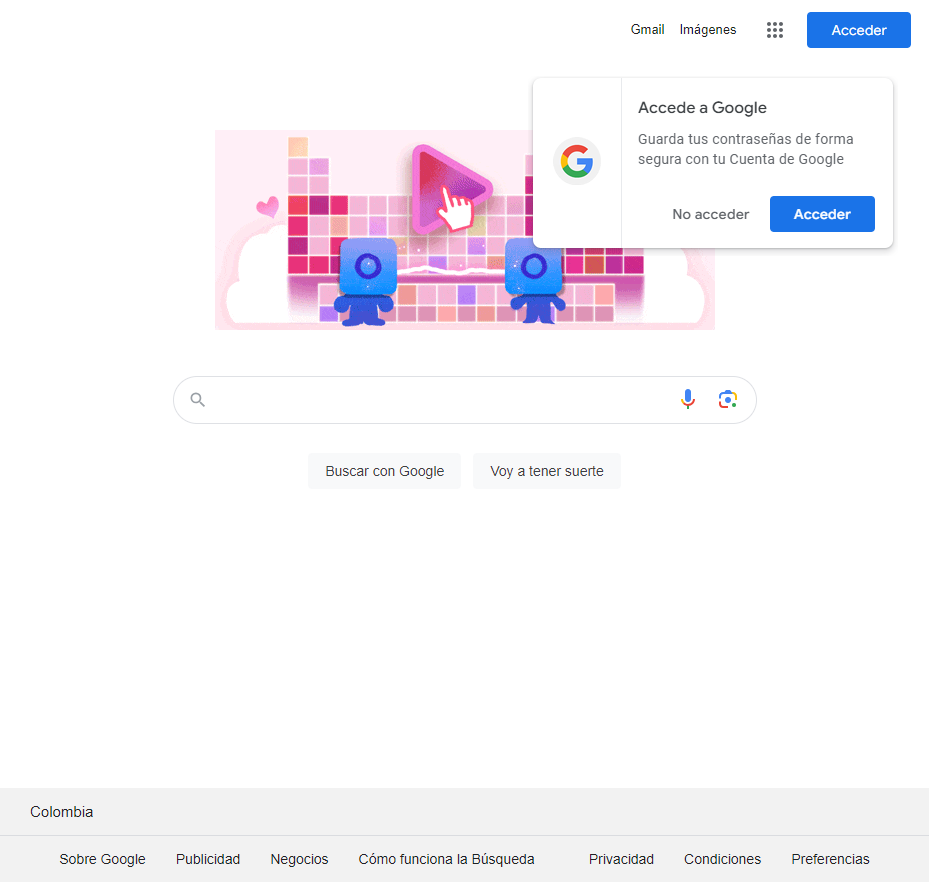 Gmail Imágenes Acceder
Accede a Google
Guarda tus contraseñas de forma
segura con tu Cuenta de Google
No acceder Acceder
Buscar con Google Voy a tener suerte
Colombia
Sobre Google Publicidad Negocios Cómo funciona la Búsqueda Privacidad Condiciones Preferencias